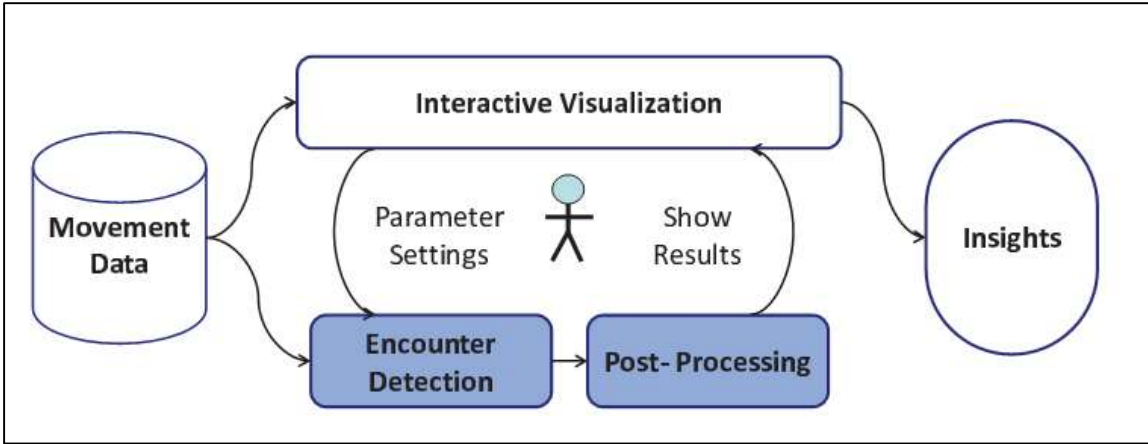 Interactive Visualization
Movement
Data
Parameter
Settings
Show
Results
Insights
Encounter
Detection
Post- Processing